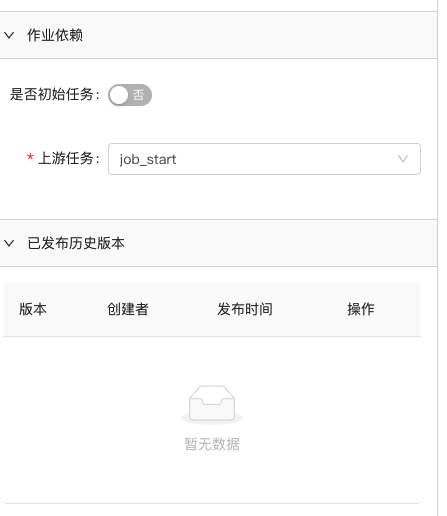 作业依赖
是否初始任务: 否
* 上游任务: job_start
已发布历史版本
版本 创建者 发布时间 操作
暂无数据